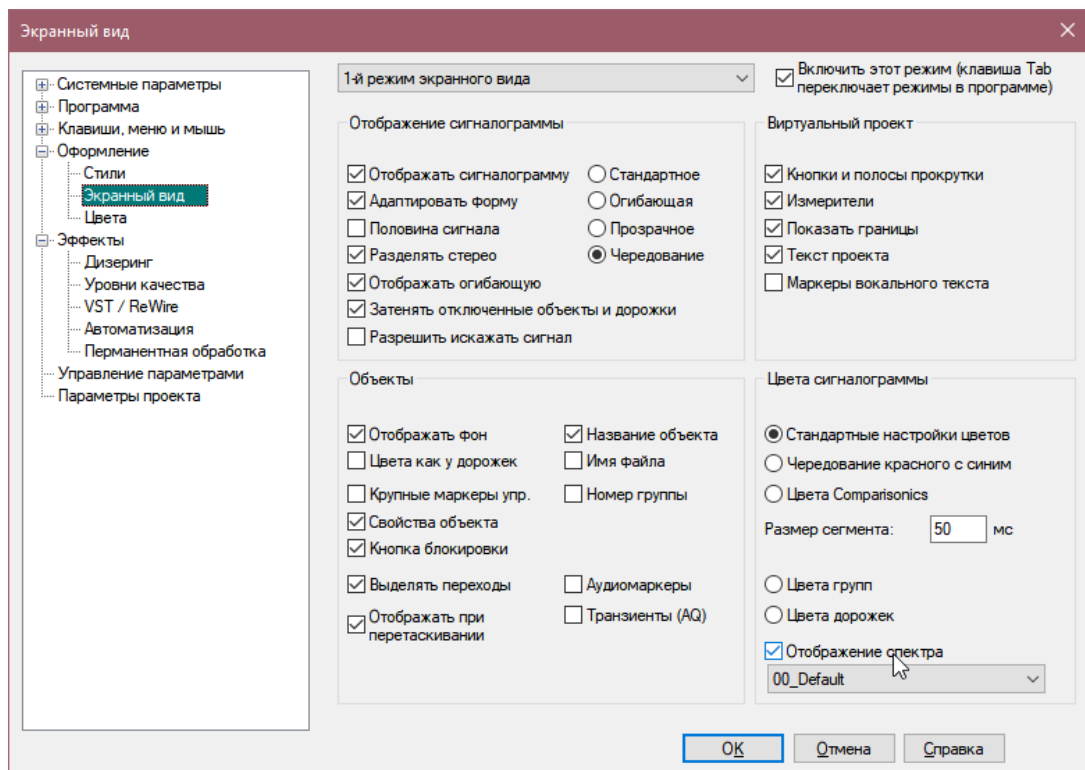 Экранный вид
Системные параметры
Программа
Клавиши, меню и мышь
Оформление
Стили
Экранный вид
Цвета
Эффекты
Дизеринг
Уровни качества
VST / ReWire
Автоматизация
Перманентная обработка
Управление параметрами
Параметры проекта
1-й режим экранного вида
Включить этот режим (клавиша Tab
переключает режимы в программе)
Отображение сигналограммы
Отображать сигналограмму
Стандартное
Адаптировать форму
Огибающая
Половина сигнала
Прозрачное
Разделять стерео
Чередование
Отображать огибающую
Затенять отключенные объекты и дорожки
Разрешить искажать сигнал
Виртуальный проект
Кнопки и полосы прокрутки
Измерители
Показать границы
Текст проекта
Маркеры вокального текста
Объекты
Отображать фон
Название объекта
Цвета как у дорожек
Имя файла
Крупные маркеры упр.
Номер группы
Свойства объекта
Кнопка блокировки
Выделять переходы
Аудиомаркеры
Отображать при
перетаскивании
Транзиенты (AQ)
Цвета сигналограммы
Стандартные настройки цветов
Чередование красного с синим
Цвета Comparisonics
Размер сегмента: 50 мс
Цвета групп
Цвета дорожек
Отображение спектра
00_Default
OK
Отмена
Справка